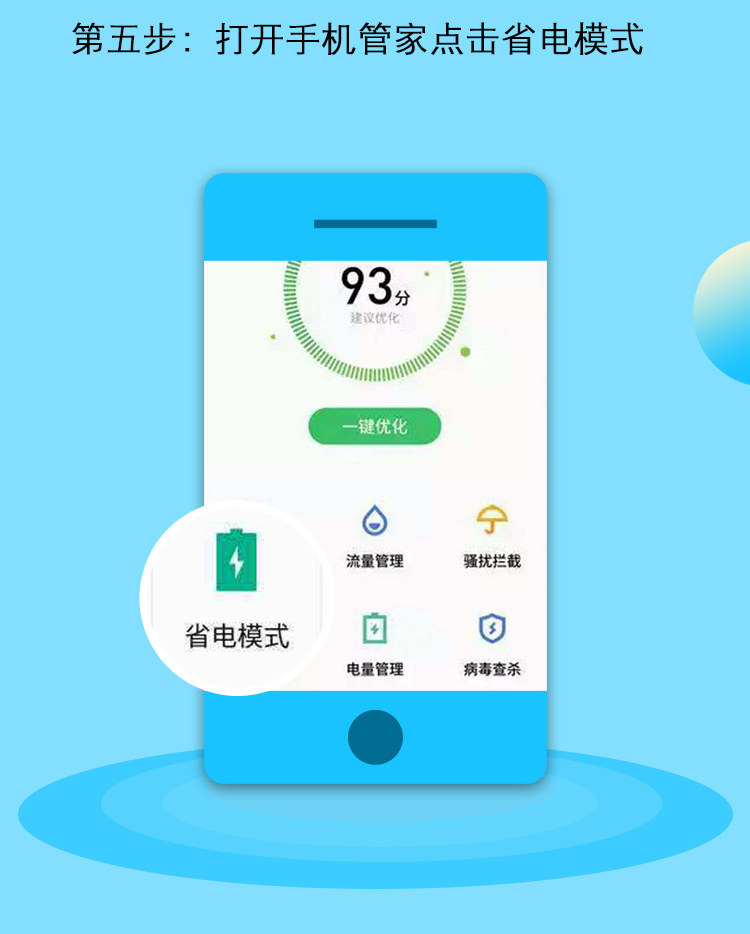 第五步：打开手机管家点击省电模式
93分
建议优化
一键优化
流量管理
骚扰拦截
省电模式
电量管理
病毒查杀